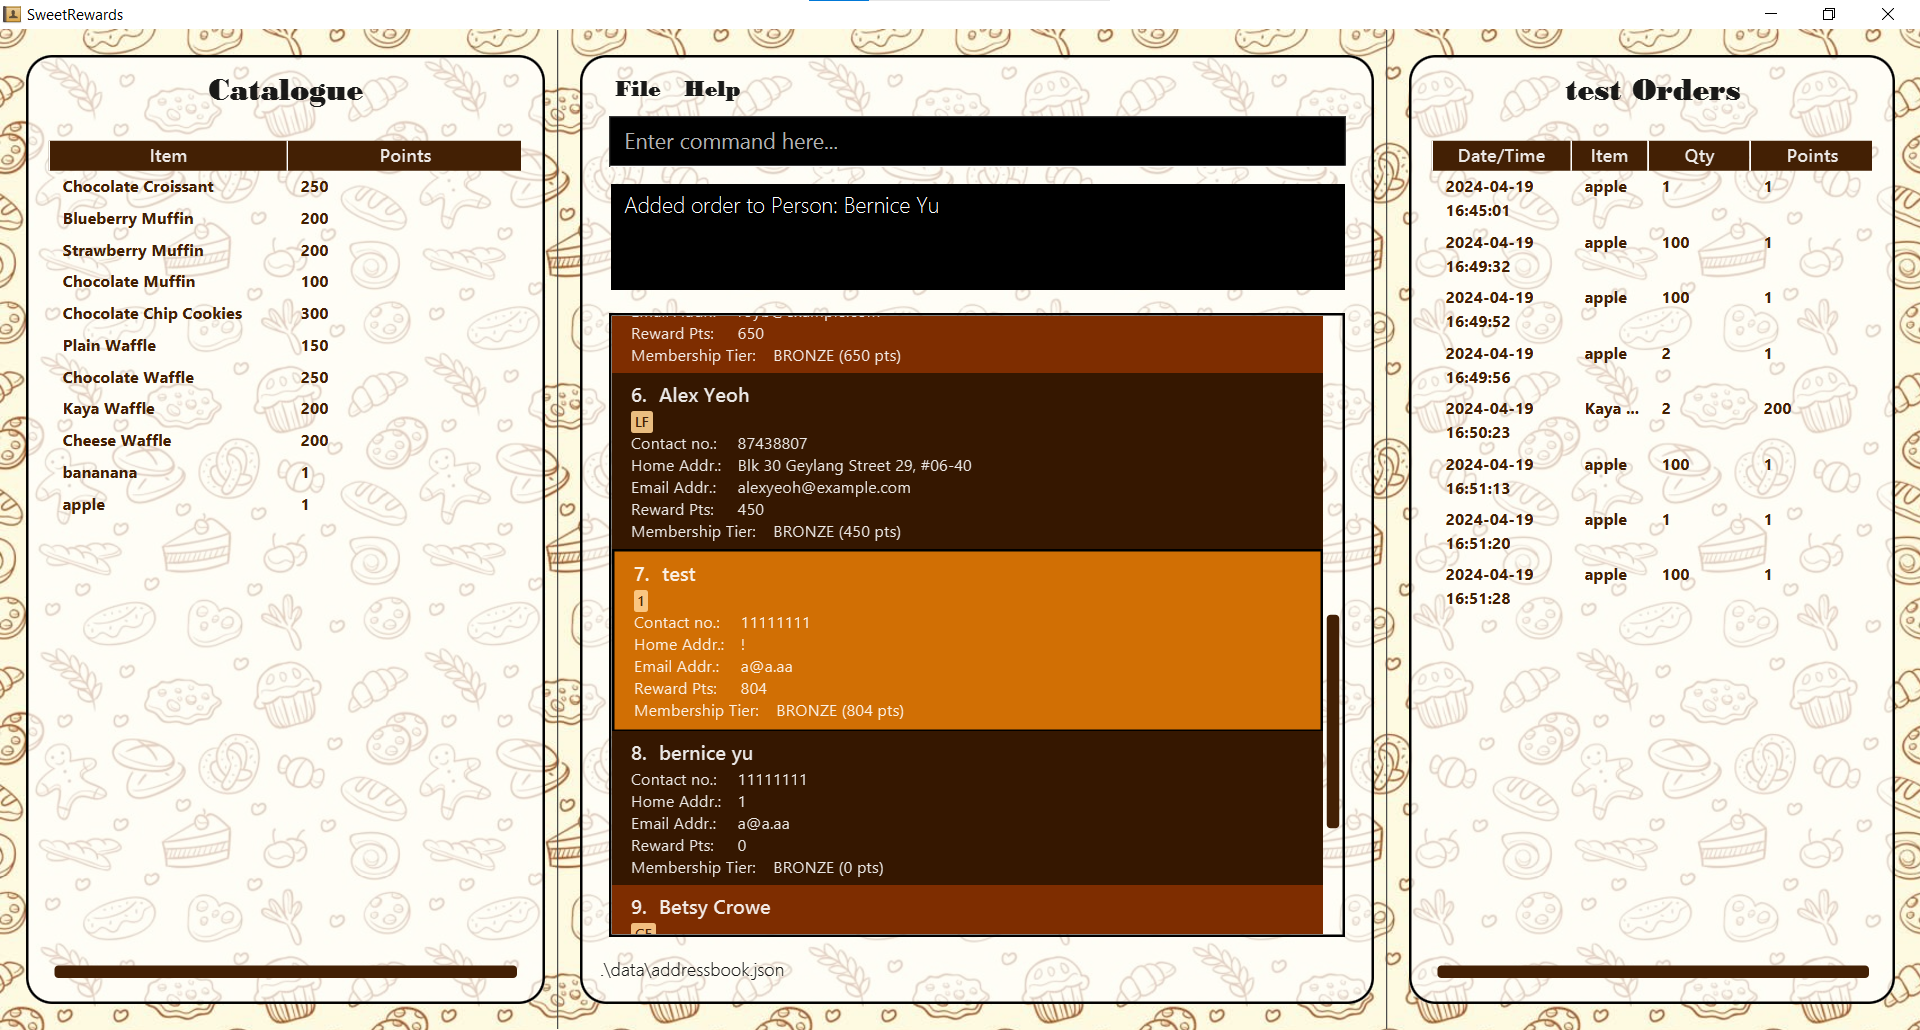 SweetRewards
Catalogue
Item Points
Chocolate Croissant 250
Blueberry Muffin 200
Strawberry Muffin 200
Chocolate Muffin 100
Chocolate Chip Cookies 300
Plain Waffle 150
Chocolate Waffle 250
Kaya Waffle 200
Cheese Waffle 200
bananana 1
apple 1
File Help
Enter command here...
Added order to Person: Bernice Yu
Reward Pts: 650
Membership Tier: BRONZE (650 pts)
6. Alex Yeoh
LF
Contact no.: 87438807
Home Addr.: Blk 30 Geylang Street 29, #06-40
Email Addr.: alexyeoh@example.com
Reward Pts: 450
Membership Tier: BRONZE (450 pts)
7. test
1
Contact no.: 11111111
Home Addr.: !
Email Addr.: a@a.aa
Reward Pts: 804
Membership Tier: BRONZE (804 pts)
8. bernice yu
Contact no.: 11111111
Home Addr.: 1
Email Addr.: a@a.aa
Reward Pts: 0
Membership Tier: BRONZE (0 pts)
9. Betsy Crowe
.\data\addressbook.json
test Orders
Date/Time Item Qty Points
2024-04-19 apple 1 1
16:45:01
2024-04-19 apple 100 1
16:49:32
2024-04-19 apple 100 1
16:49:52
2024-04-19 apple 2 1
16:49:56
2024-04-19 Kaya ... 2 200
16:50:23
2024-04-19 apple 100 1
16:51:13
2024-04-19 apple 1 1
16:51:20
2024-04-19 apple 100 1
16:51:28